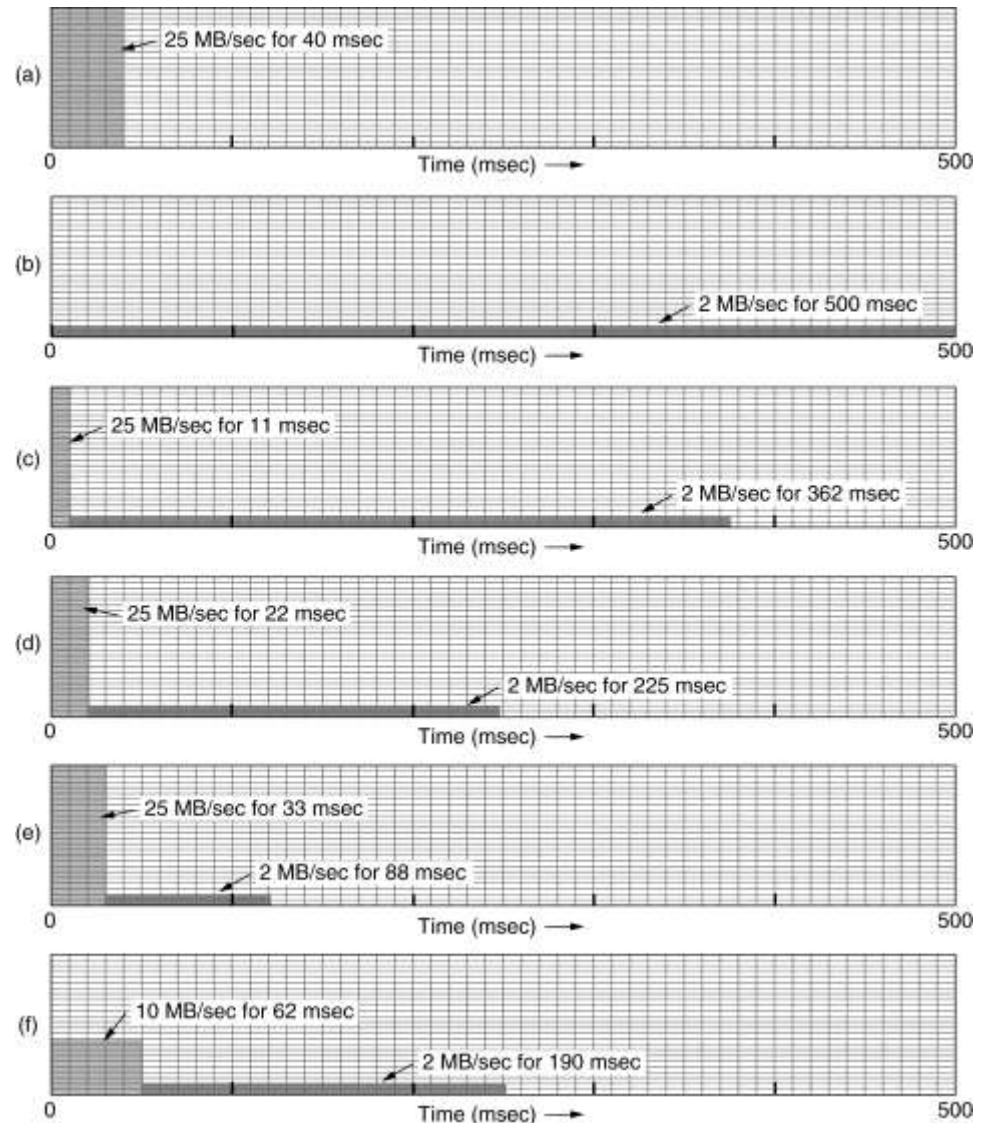 25 MB/sec for 40 msec
(a)
0
Time (msec)
500
(b)
2 MB/sec for 500 msec
0
Time (msec)
500
25 MB/sec for 11 msec
(c)
2 MB/sec for 362 msec
0
Time (msec)
500
25 MB/sec for 22 msec
(d)
2 MB/sec for 225 msec
0
Time (msec)
500
25 MB/sec for 33 msec
(e)
2 MB/sec for 88 msec
0
Time (msec)
500
10 MB/sec for 62 msec
(f)
2 MB/sec for 190 msec
0
Time (msec)
500